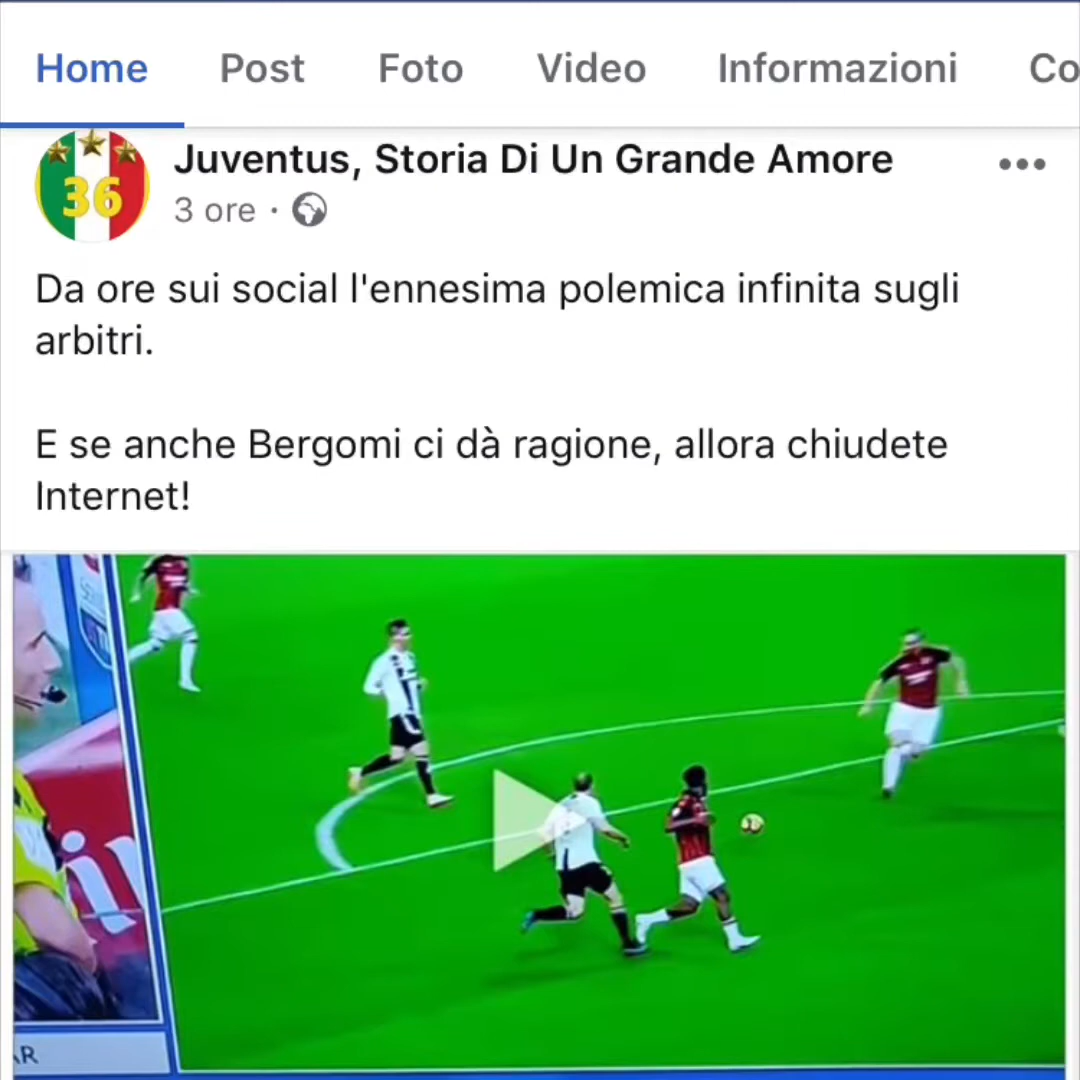 Home Post Foto Video Informazioni Co
36
Juventus, Storia Di Un Grande Amore
3 ore ·
Da ore sui social l'ennesima polemica infinita sugli
arbitri.
E se anche Bergomi ci dà ragione, allora chiudete
Internet!
AR